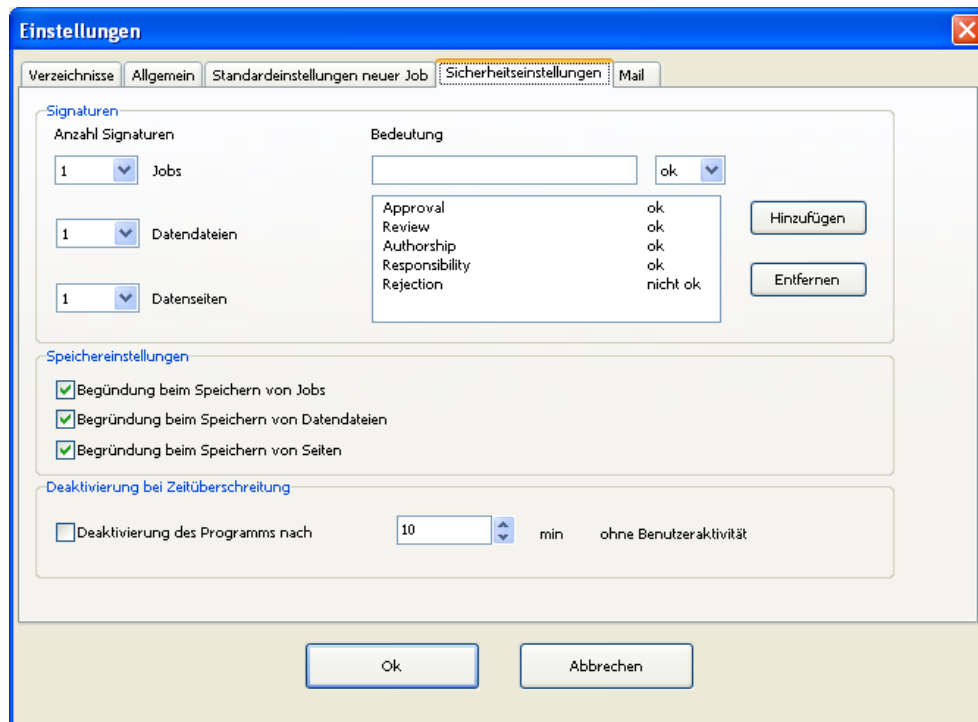 Einstellungen
Verzeichnisse Allgemein Standardeinstellungen neuer Job Sicherheitseinstellungen Mail
Signaturen
Anzahl Signaturen Bedeutung
1 Jobs ok
Approval ok
Review ok
Authorship ok
Responsibility ok
Rejection nicht ok
1 Datendateien
1 Datenseiten
Hinzufügen
Entfernen
Speichereinstellungen
Begündung beim Speichern von Jobs
Begründung beim Speichern von Datendateien
Begründung beim Speichern von Seiten
Deaktivierung bei Zeitüberschreitung
Deaktivierung des Programms nach 10 min ohne Benutzeraktivität
Ok Abbrechen